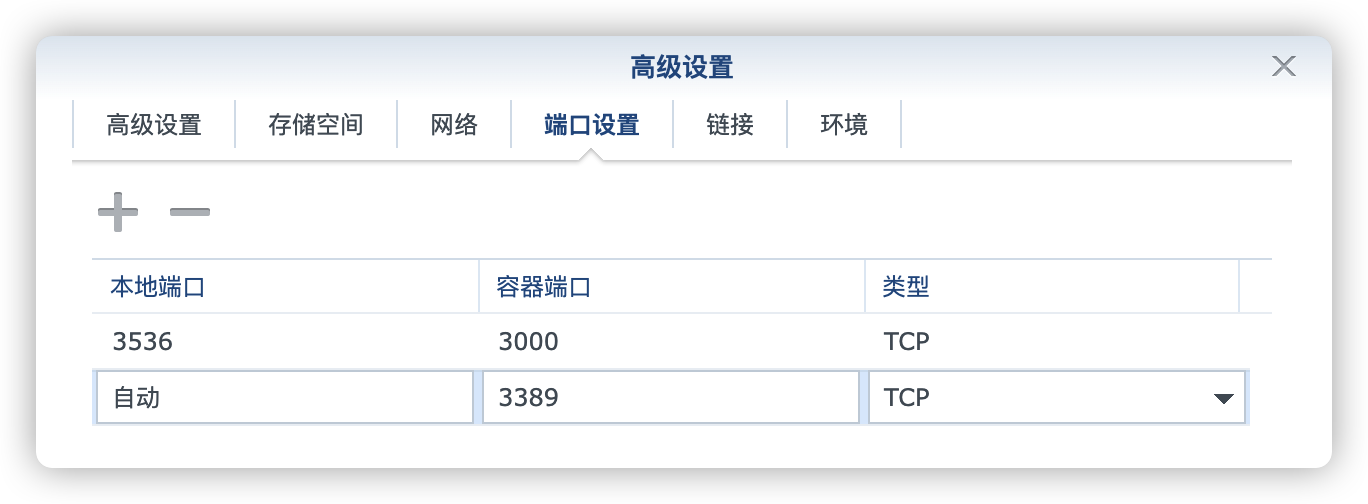 高级设置
高级设置 存储空间 网络 端口设置 链接 环境
本地端口 容器端口 类型
3536 3000 TCP
自动 3389 TCP